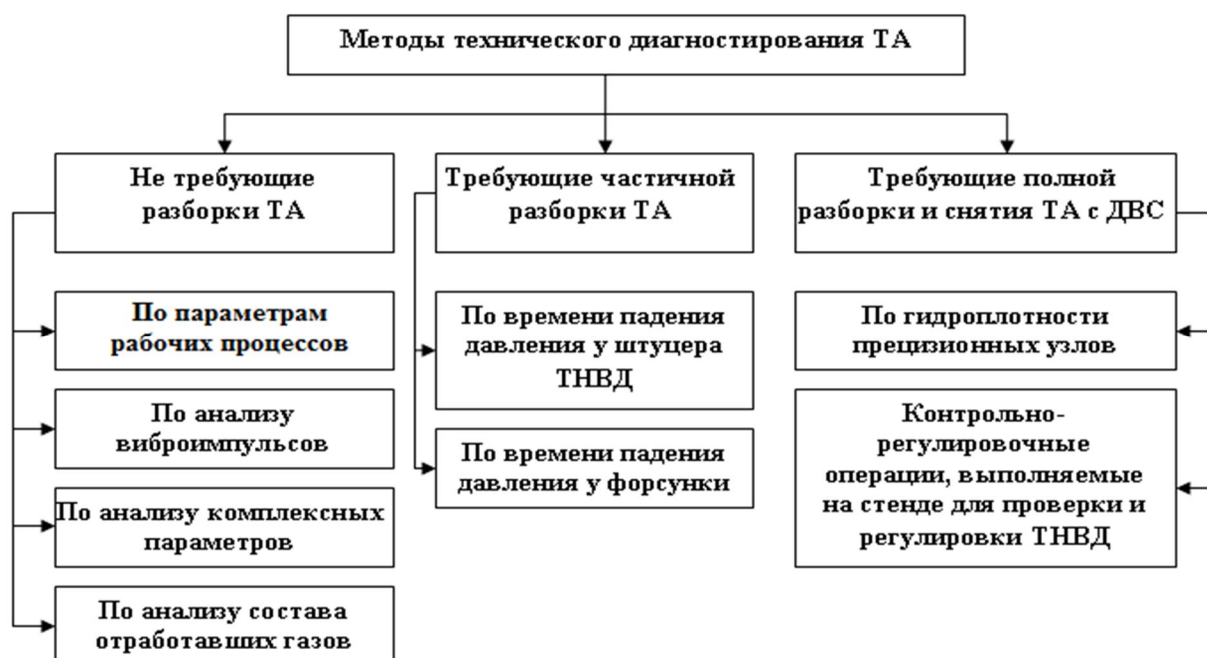 Методы технического диагностирования ТА
Не требующие
разборки ТА
Требующие частичной
разборки ТА
Требующие полной
разборки и снятия ТА с ДВС
По параметрам
рабочих процессов
По анализу
виброимпульсов
По анализу комплексных
параметров
По анализу состава
отработавших газов
По времени падения
давления у штуцера
ТНВД
По времени падения
давления у форсунки
По гидроплотности
прецизионных узлов
Контрольно-
регулировочные
операции, выполняемые
на стенде для проверки и
регулировки ТНВД